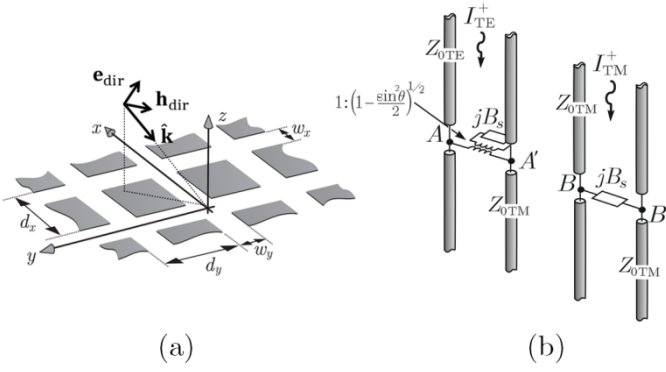 (a)
e_dir
h_dir
k̂
x
z
w_x
d_x
y
d_y
w_y
(b)
I⁺_TE
Z_0TE
1:(1−sin²θ/2)^1/2
jB_s
A
A′
Z_0TM
I⁺_TM
Z_0TM
B
jB_s
B
Z_0TM